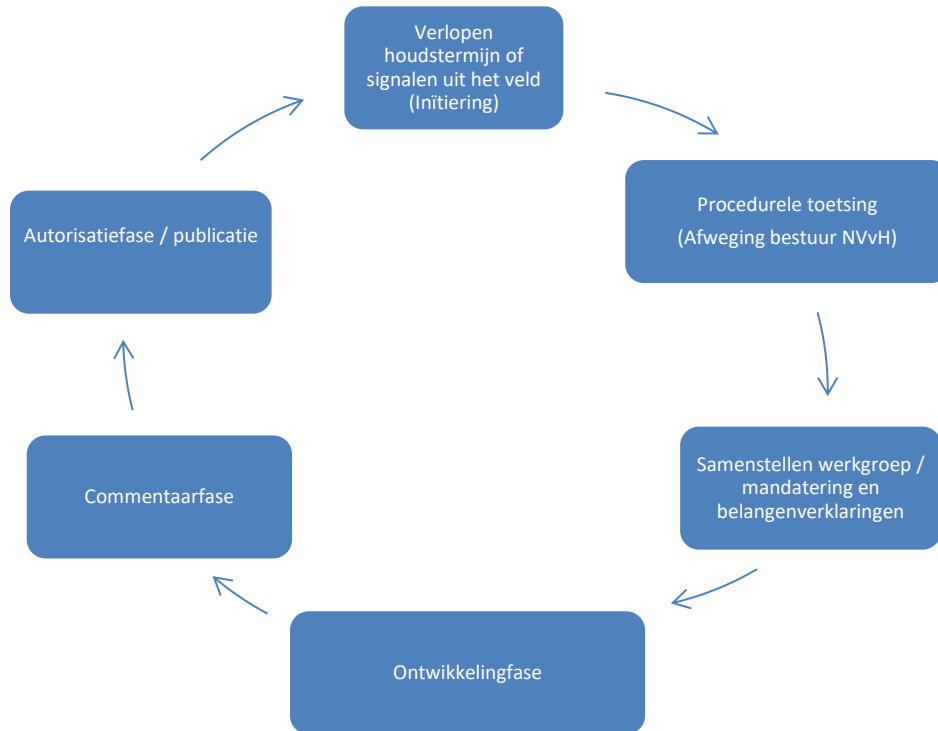 Verlopen
houdstermijn of
signalen uit het veld
(Inïtiering)
Procedurele toetsing
(Afweging bestuur NVvH)
Samenstellen werkgroep /
mandatering en
belangenverklaringen
Ontwikkelingfase
Commentaarfase
Autorisatiefase / publicatie